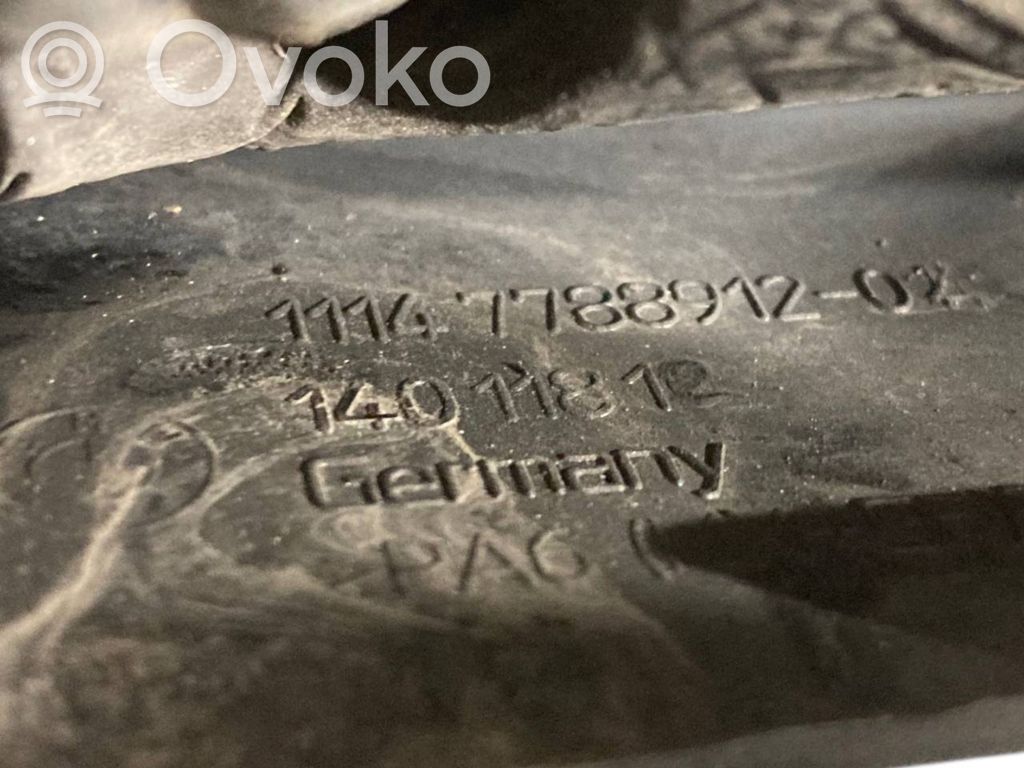 Ovoko
1114 7788912-02
140 118 12
Germany
>PA6 (